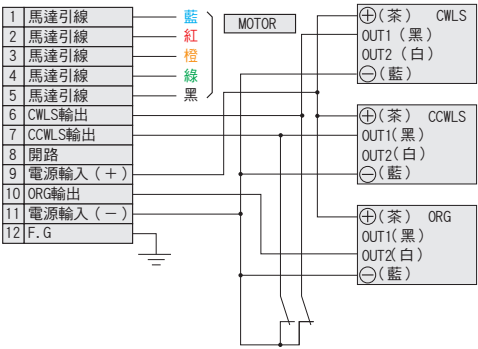 1 馬達引線 藍
2 馬達引線 紅
3 馬達引線 橙
4 馬達引線 綠
5 馬達引線 黑
6 CWLS輸出
7 CCWLS輸出
8 開路
9 電源輸入(+)
10 ORG輸出
11 電源輸入(−)
12 F.G
MOTOR
⊕(茶) CWLS
OUT1(黑)
OUT2(白)
⊖(藍)
⊕(茶) CCWLS
OUT1(黑)
OUT2(白)
⊖(藍)
⊕(茶) ORG
OUT1(黑)
OUT2(白)
⊖(藍)